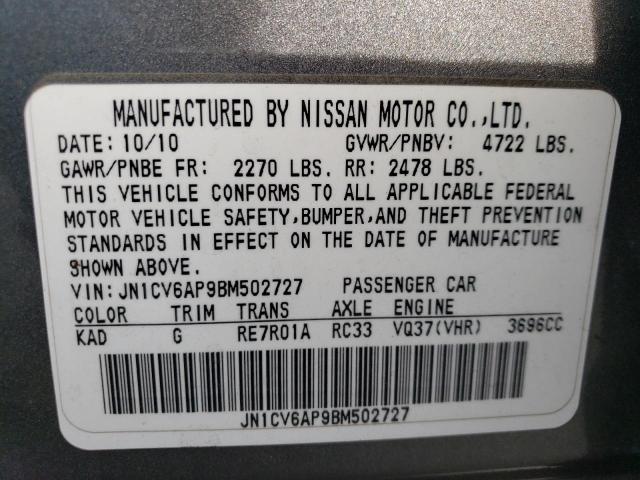 MANUFACTURED BY NISSAN MOTOR CO.,LTD.
DATE: 10/10 GVWR/PNBV: 4722 LBS.
GAWR/PNBE FR: 2270 LBS. RR: 2478 LBS.
THIS VEHICLE CONFORMS TO ALL APPLICABLE FEDERAL
MOTOR VEHICLE SAFETY,BUMPER,AND THEFT PREVENTION
STANDARDS IN EFFECT ON THE DATE OF MANUFACTURE
SHOWN ABOVE.
VIN:JN1CV6AP9BM502727 PASSENGER CAR
COLOR TRIM TRANS AXLE ENGINE
KAD G RE7R01A RC33 VQ37(VHR) 3696CC
JN1CV6AP9BM502727